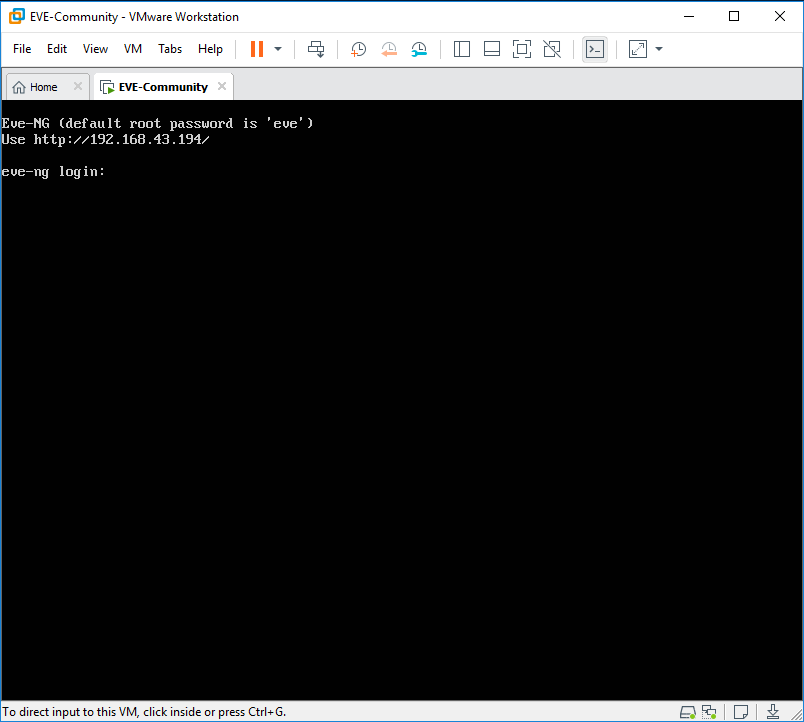 EVE-Community - VMware Workstation
File Edit View VM Tabs Help
Home EVE-Community
Eve-NG (default root password is 'eve')
Use http://192.168.43.194/
eve-ng login:
To direct input to this VM, click inside or press Ctrl+G.